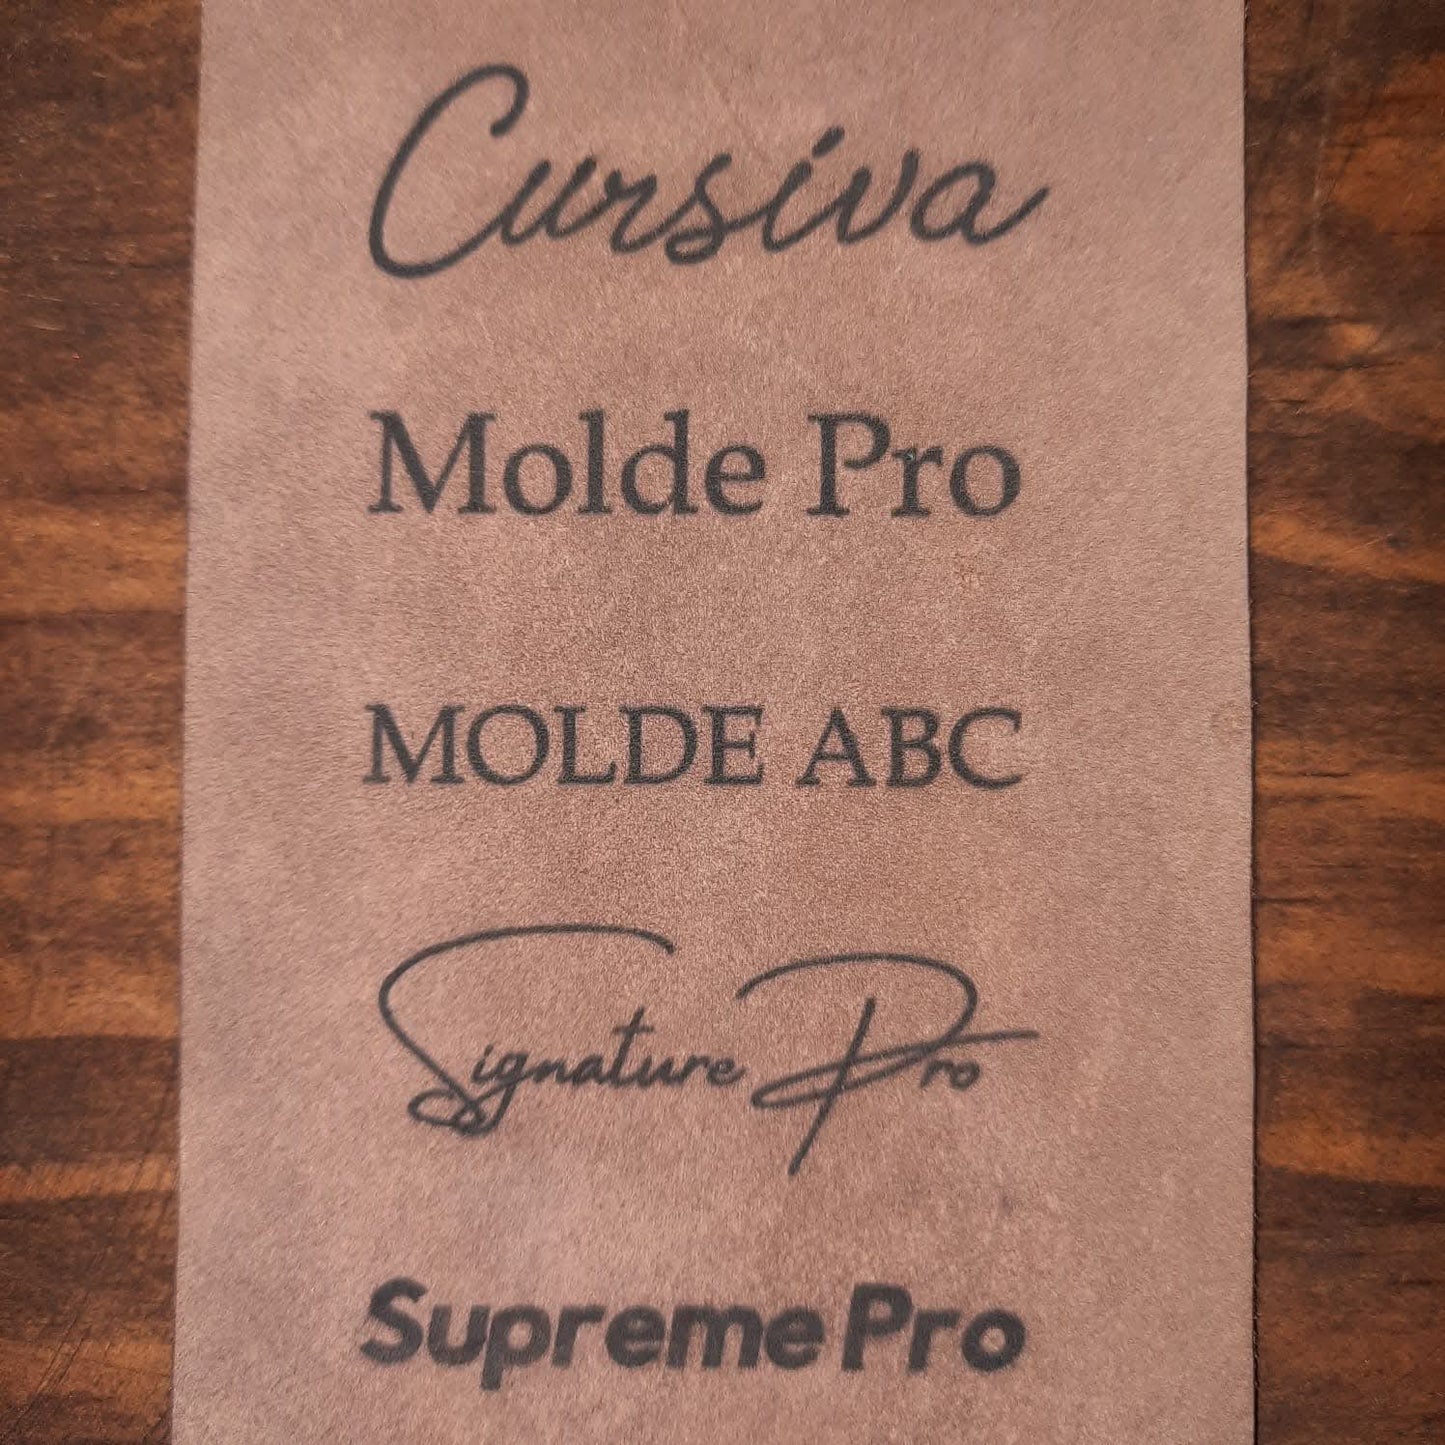 Cursiva
Molde Pro
MOLDE ABC
Signature Pro
Supreme Pro